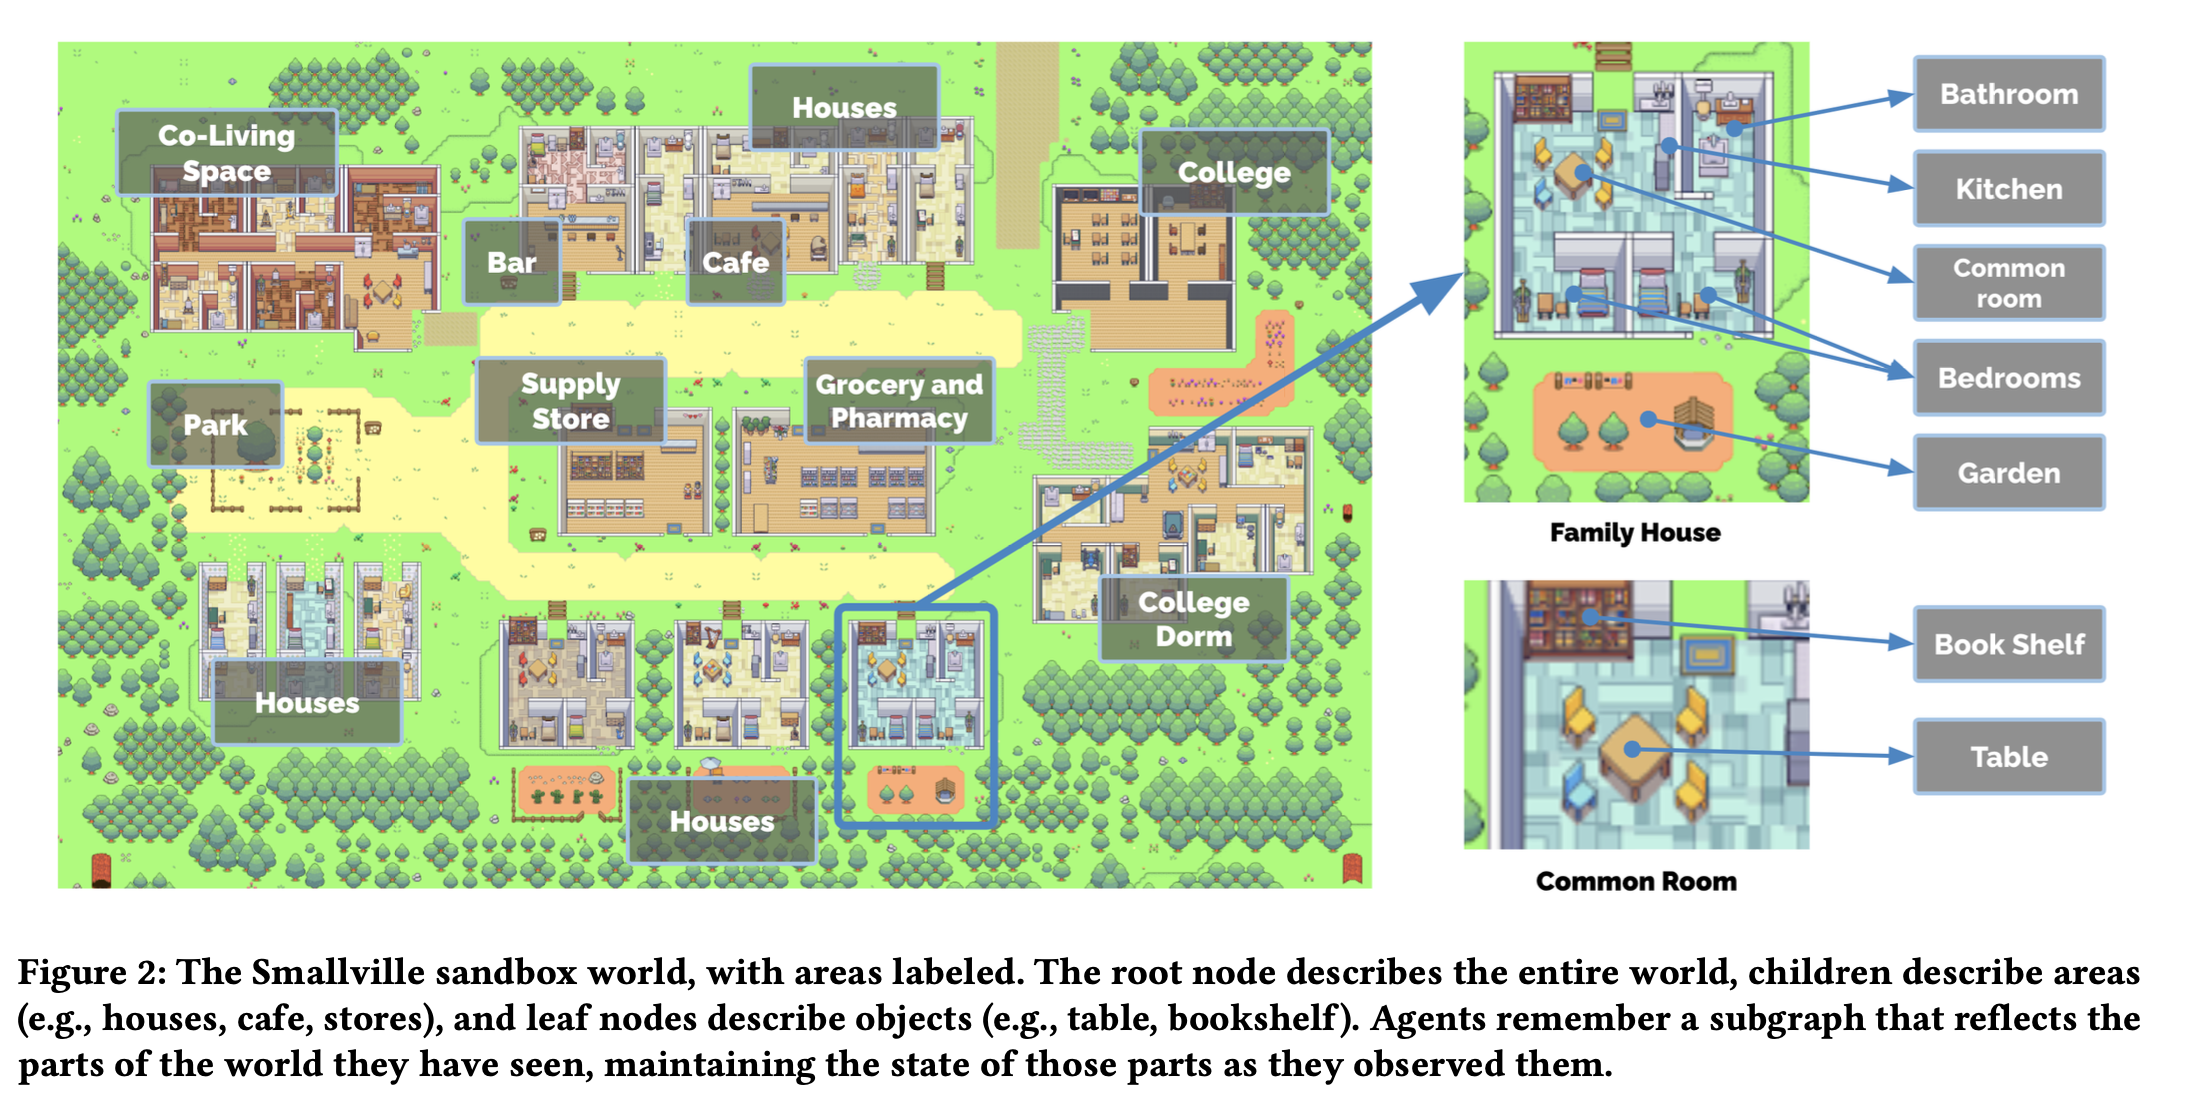 Co-Living
Space
Houses
College
Bar
Cafe
Park
Supply
Store
Grocery and
Pharmacy
College
Dorm
Houses
Houses
Bathroom
Kitchen
Common
room
Bedrooms
Garden
Family House
Book Shelf
Table
Common Room
Figure 2: The Smallville sandbox world, with areas labeled. The root node describes the entire world, children describe areas
(e.g., houses, cafe, stores), and leaf nodes describe objects (e.g., table, bookshelf). Agents remember a subgraph that reflects the
parts of the world they have seen, maintaining the state of those parts as they observed them.